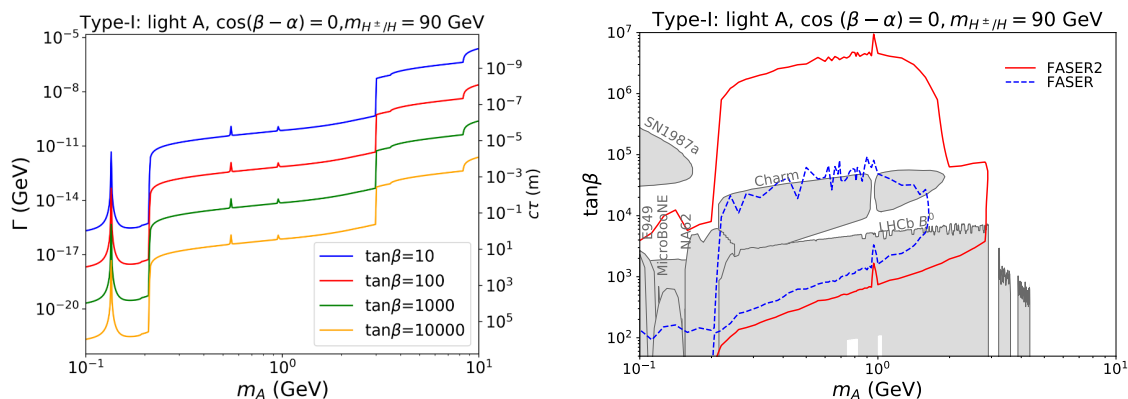 Type-I: light A, cos(β − α) = 0, m_{H^±/H} = 90 GeV
10^{-5}
10^{-8}
10^{-11}
10^{-14}
10^{-17}
10^{-20}
Γ (GeV)
10^{-9}
10^{-7}
10^{-5}
10^{-3}
10^{-1}
10^{1}
10^{3}
10^{5}
cτ (m)
tanβ=10
tanβ=100
tanβ=1000
tanβ=10000
10^{-1}
10^{0}
10^{1}
m_A (GeV)
Type-I: light A, cos (β − α) = 0, m_{H^±/H} = 90 GeV
10^{7}
10^{6}
10^{5}
10^{4}
10^{3}
10^{2}
tanβ
FASER2
FASER
SN1987a
Charm
E949
MicroBooNE
NA62
LHCb B^0
10^{-1}
10^{0}
10^{1}
m_A (GeV)